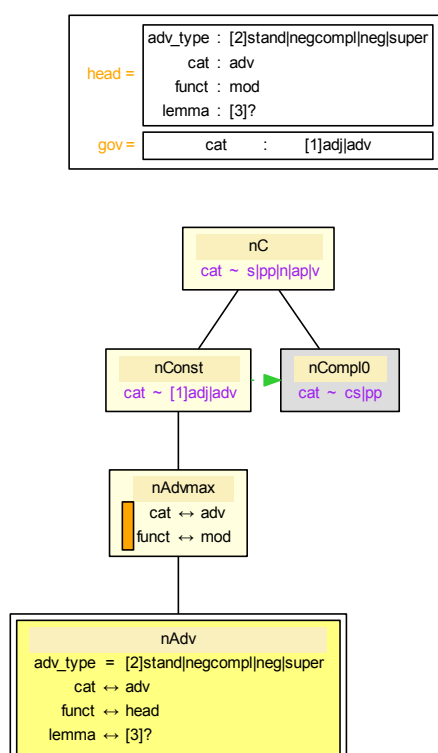 head =
adv_type : [2]stand|negcompl|neg|super
cat : adv
funct : mod
lemma : [3]?
gov = cat : [1]adj|adv
nC
cat ~ s|pp|n|ap|v
nConst
cat ~ [1]adj|adv
nCompl0
cat ~ cs|pp
nAdvmax
cat ↔ adv
funct ↔ mod
nAdv
adv_type = [2]stand|negcompl|neg|super
cat ↔ adv
funct ↔ head
lemma ↔ [3]?